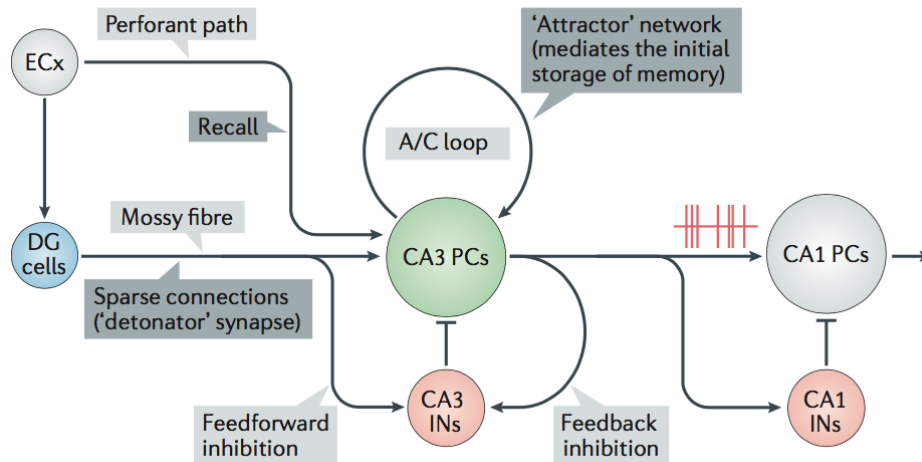 Perforant path
ECx
Recall
A/C loop
‘Attractor’ network
(mediates the initial
storage of memory)
Mossy fibre
DG
cells
CA3 PCs
CA1 PCs
Sparse connections
(‘detonator’ synapse)
Feedforward
inhibition
CA3
INs
Feedback
inhibition
CA1
INs